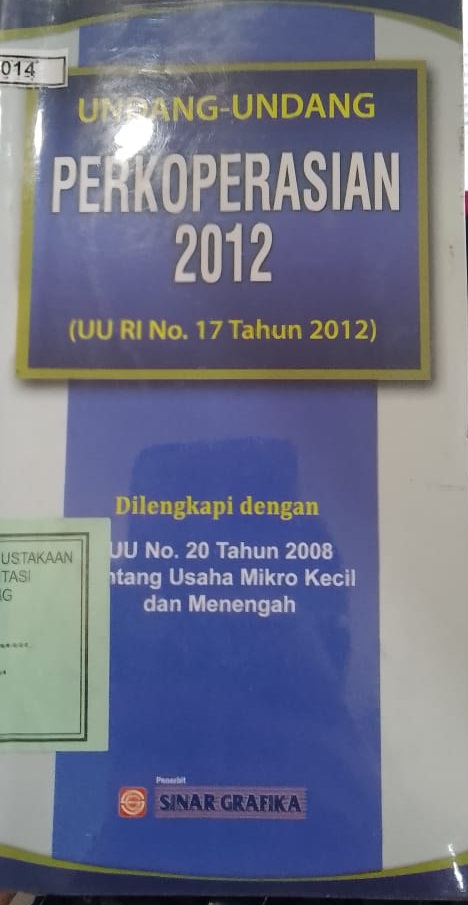 014
UNDANG-UNDANG
PERKOPERASIAN
2012
(UU RI No. 17 Tahun 2012)
Dilengkapi dengan
UU No. 20 Tahun 2008
ntang Usaha Mikro Kecil
dan Menengah
USTAKAAN
TASI
G
Penerbit
SINAR GRAFIKA